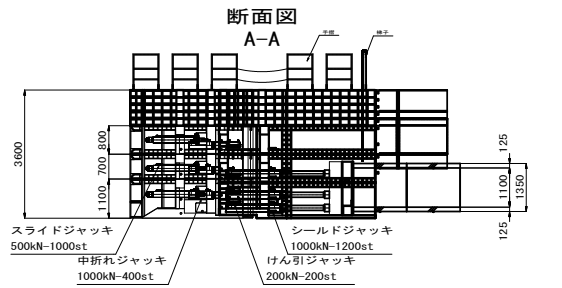 断面図
A-A
手摺
梯子
3600
800
700
1100
125
1100
1350
125
スライドジャッキ
500kN-1000st
中折れジャッキ
1000kN-400st
シールドジャッキ
1000kN-1200st
けん引ジャッキ
200kN-200st